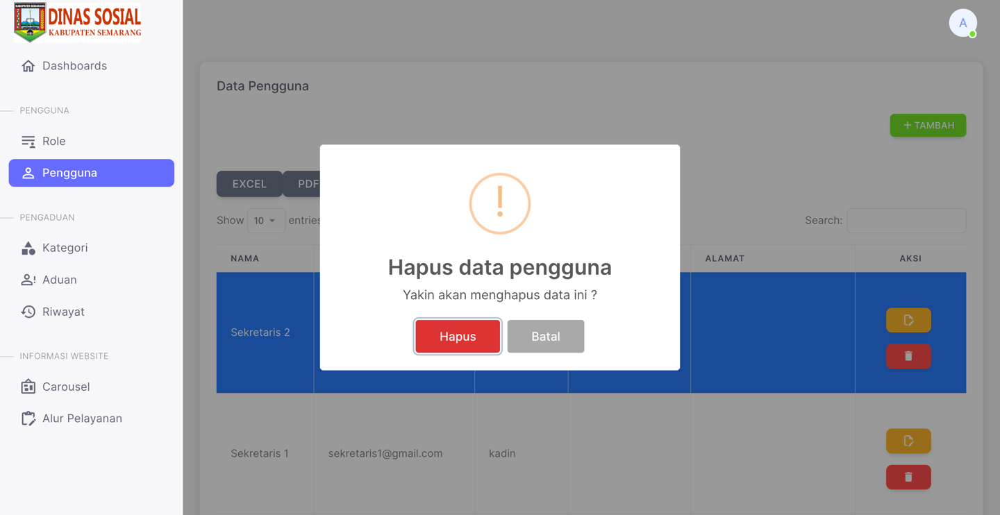 KABUPATEN SEMARANG
DINAS SOSIAL
KABUPATEN SEMARANG
A
Dashboards
PENGGUNA
Role
Pengguna
PENGADUAN
Kategori
Aduan
Riwayat
INFORMASI WEBSITE
Carousel
Alur Pelayanan
Data Pengguna
+ TAMBAH
EXCEL PDF
Show 10 entries
Search:
NAMA ALAMAT AKSI
Sekretaris 2
Sekretaris 1 sekretaris1@gmail.com kadin
!
Hapus data pengguna
Yakin akan menghapus data ini ?
Hapus Batal